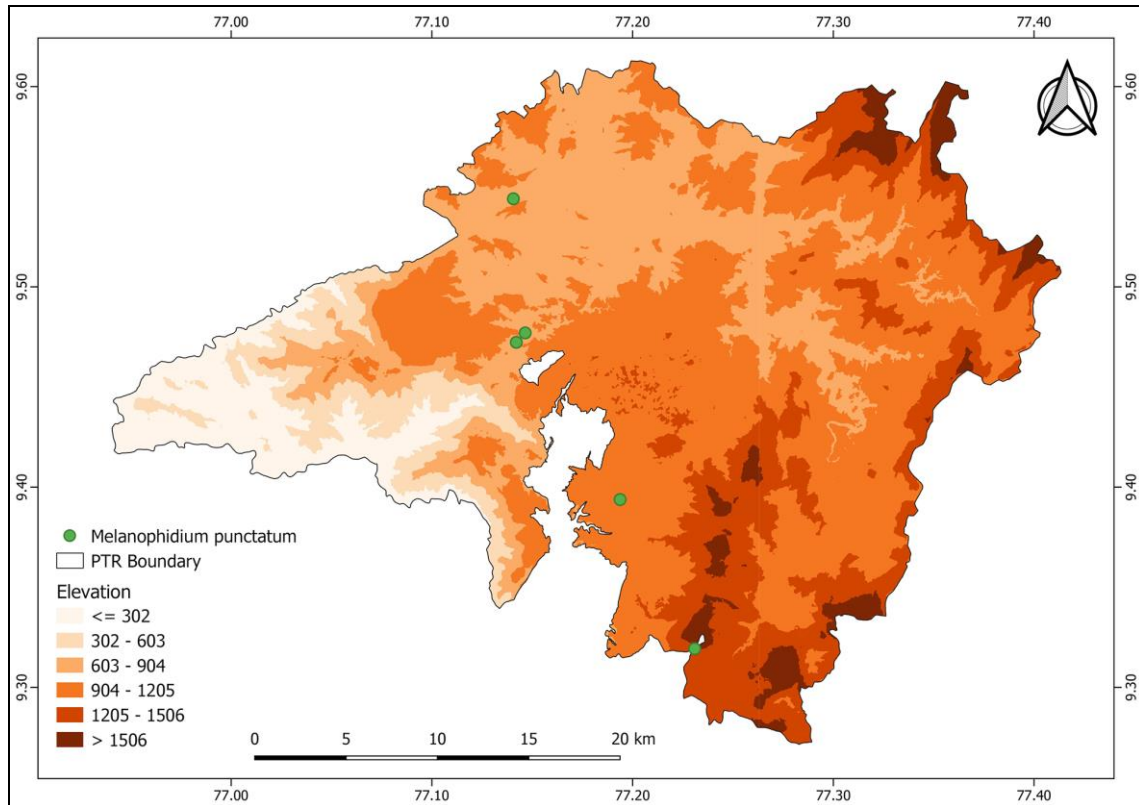 77.00 77.10 77.20 77.30 77.40
9.60 9.60
9.50 9.50
9.40 9.40
9.30 9.30
Melanophidium punctatum
PTR Boundary
Elevation
<= 302
302 - 603
603 - 904
904 - 1205
1205 - 1506
> 1506
0 5 10 15 20 km
77.00 77.10 77.20 77.30 77.40